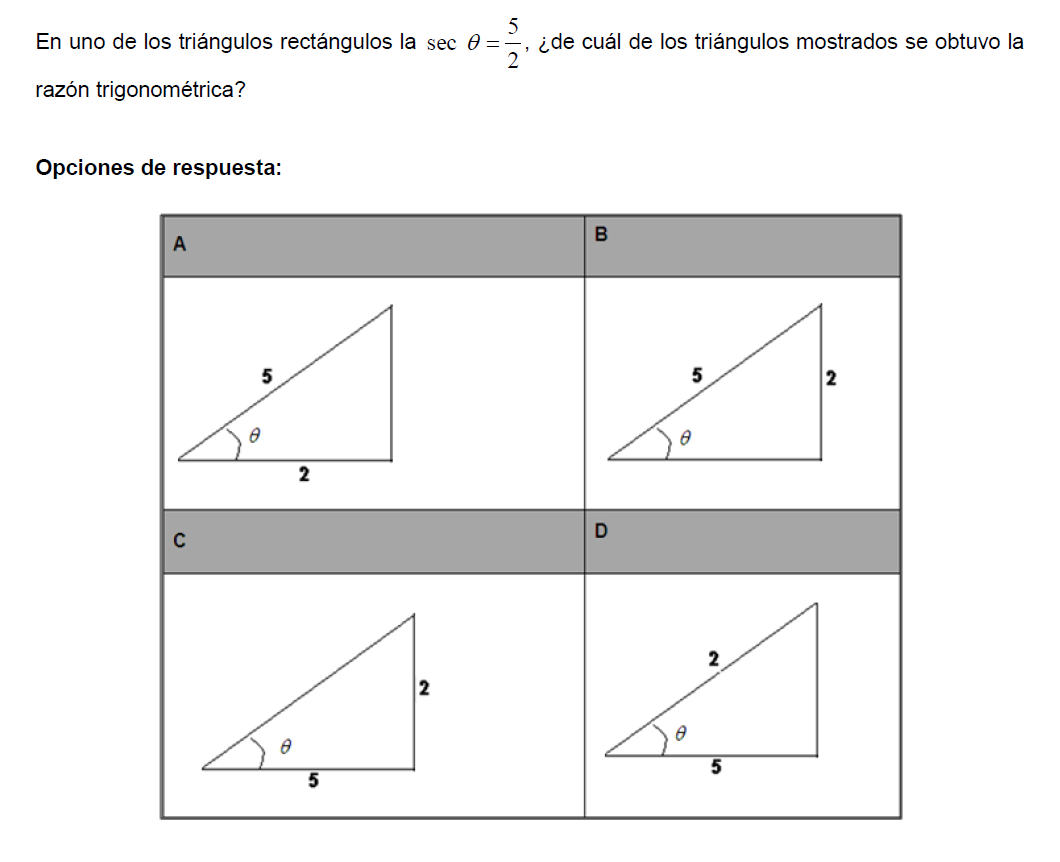 En uno de los triángulos rectángulos la sec θ = 5/2, ¿de cuál de los triángulos mostrados se obtuvo la
razón trigonométrica?
Opciones de respuesta:
A
B
5
θ
2
5
2
θ
C
D
2
θ
5
2
θ
5